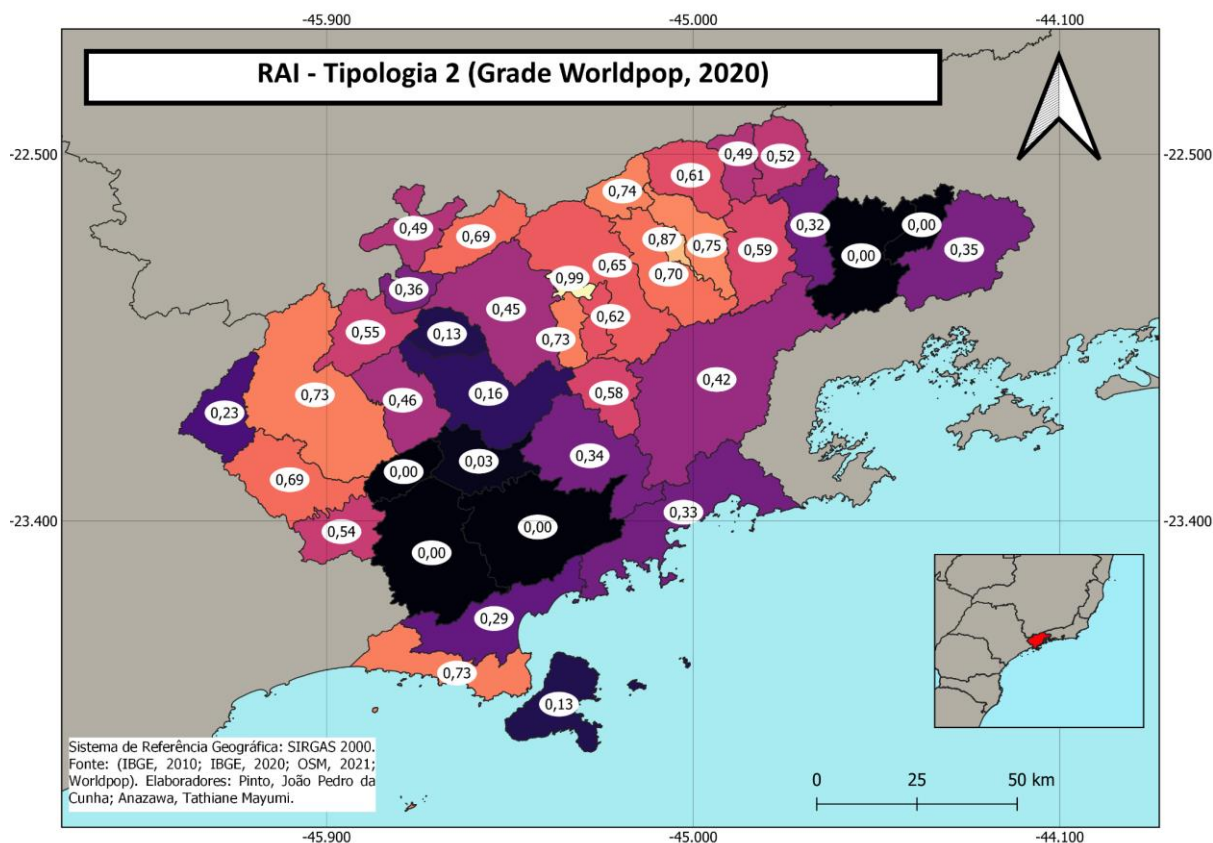 -45.900 -45.000 -44.100
RAI - Tipologia 2 (Grade Worldpop, 2020)
-22.500 -22.500
0,49 0,52
0,61
0,74
0,49 0,69 0,87 0,75 0,59 0,32 0,00
0,00 0,35
0,65
0,99 0,70
0,36
0,45 0,62
0,55 0,13 0,73
0,42
0,73 0,46 0,16 0,58
0,23
0,34
0,69 0,00 0,03
0,33
-23.400 -23.400
0,54 0,00 0,00
0,29
0,73
0,13
Sistema de Referência Geográfica: SIRGAS 2000.
Fonte: (IBGE, 2010; IBGE, 2020; OSM, 2021;
Worldpop). Elaboradores: Pinto, João Pedro da
Cunha; Anazawa, Tathiane Mayumi.
0 25 50 km
-45.900 -45.000 -44.100